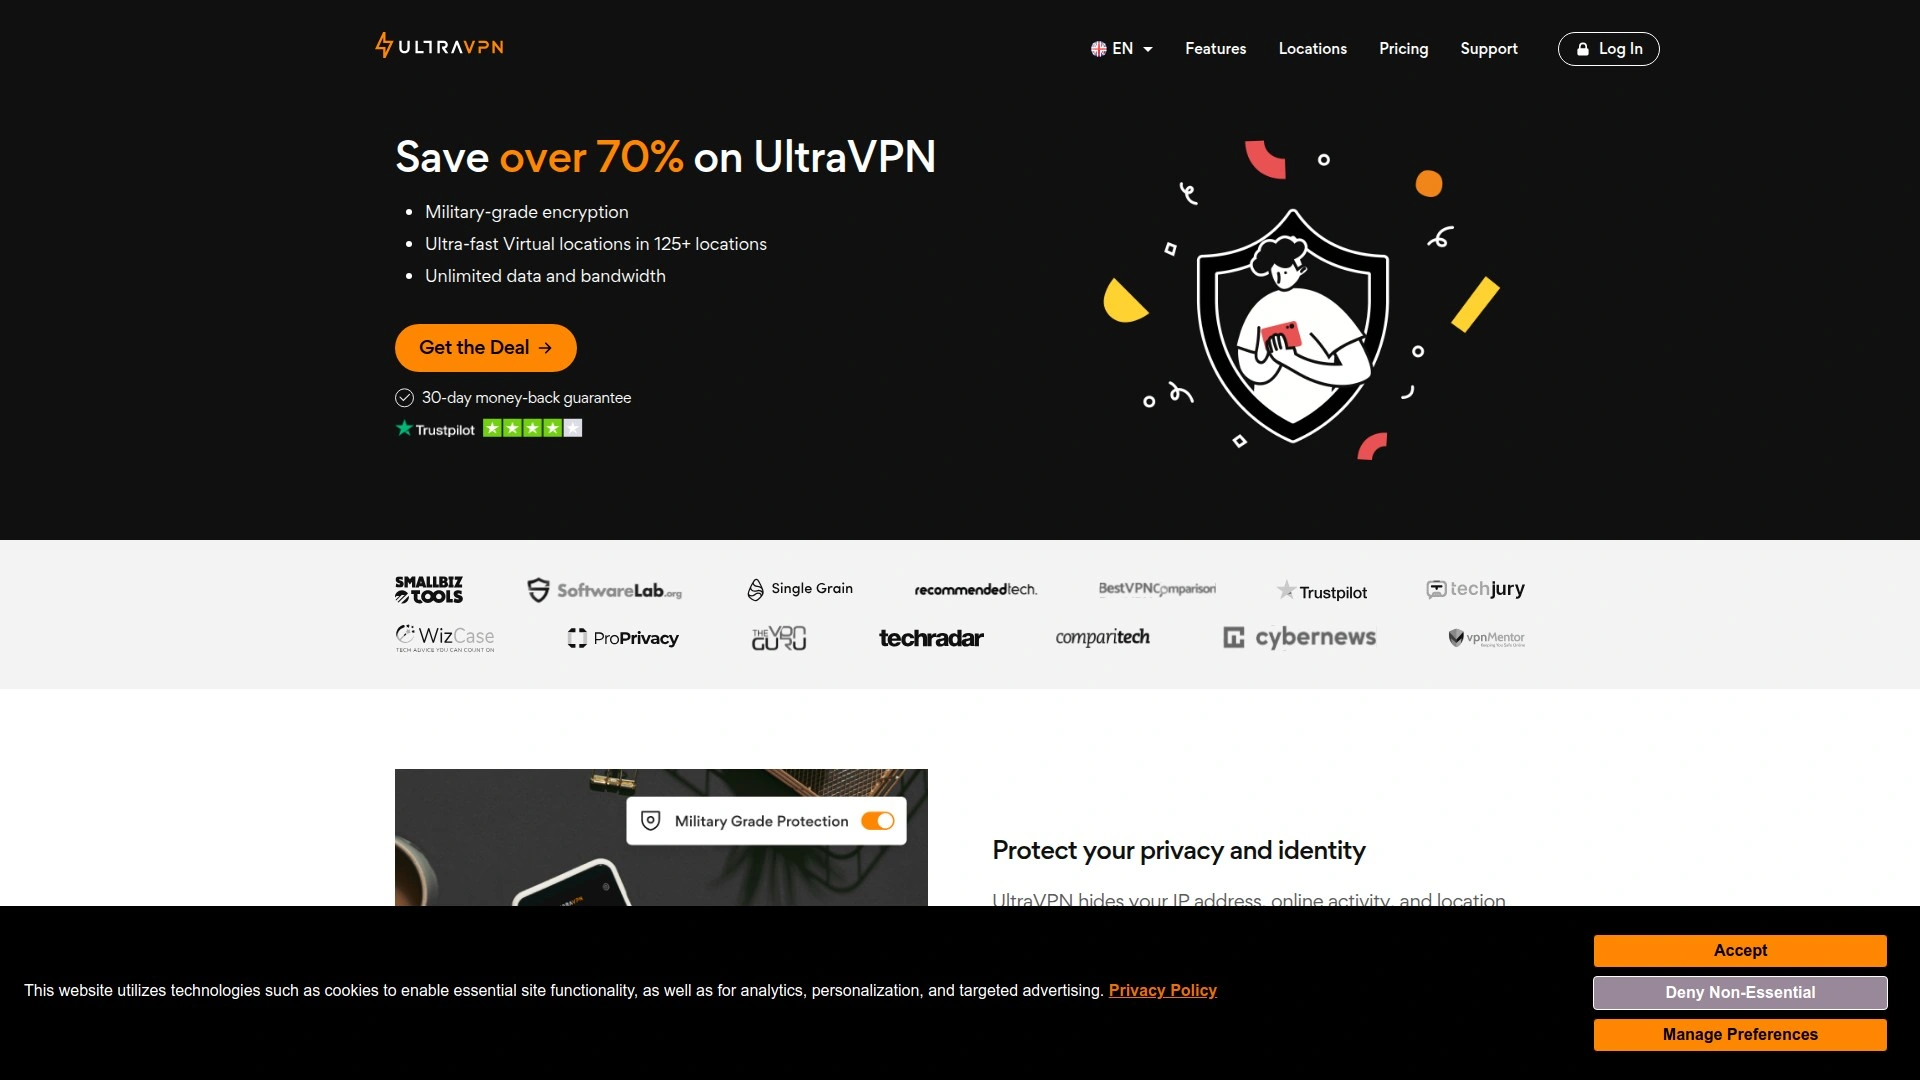 ULTRAVPN
EN
Features
Locations
Pricing
Support
Log In
Save over 70% on UltraVPN
Military-grade encryption
Ultra-fast Virtual locations in 125+ locations
Unlimited data and bandwidth
Get the Deal →
30-day money-back guarantee
Trustpilot
SMALLBIZ
TOOLS
SoftwareLab.org
Single Grain
recommendedtech.
BestVPNComparison
Trustpilot
techjury
WizCase
TECH ADVICE YOU CAN COUNT ON
ProPrivacy
THE VPN
GURU
techradar
comparitech
cybernews
vpnMentor
Military Grade Protection
Protect your privacy and identity
UltraVPN hides your IP address, online activity, and location
This website utilizes technologies such as cookies to enable essential site functionality, as well as for analytics, personalization, and targeted advertising. Privacy Policy
Accept
Deny Non-Essential
Manage Preferences